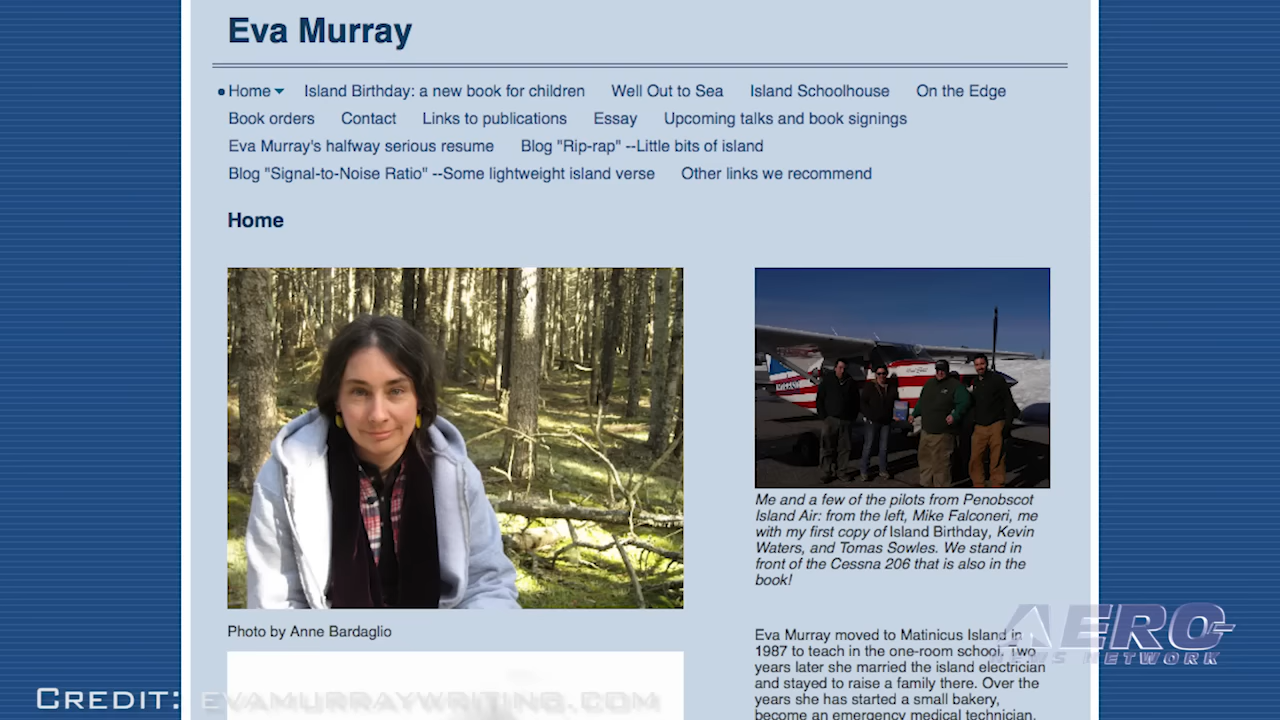 Eva Murray
Home
Island Birthday: a new book for children
Well Out to Sea
Island Schoolhouse
On the Edge
Book orders
Contact
Links to publications
Essay
Upcoming talks and book signings
Eva Murray's halfway serious resume
Blog "Rip-rap" --Little bits of island
Blog "Signal-to-Noise Ratio" --Some lightweight island verse
Other links we recommend
Home
Photo by Anne Bardaglio
Me and a few of the pilots from Penobscot
Island Air: from the left, Mike Falconeri, me
with my first copy of Island Birthday, Kevin
Waters, and Tomas Sowles. We stand in
front of the Cessna 206 that is also in the
book!
Eva Murray moved to Matinicus Island in
1987 to teach in the one-room school. Two
years later she married the island electrician
and stayed to raise a family there. Over the
years she has started a small bakery,
become an emergency medical technician,
AERO-
NEWS NETWORK
CREDIT: EVAMURRAYWRITING.COM